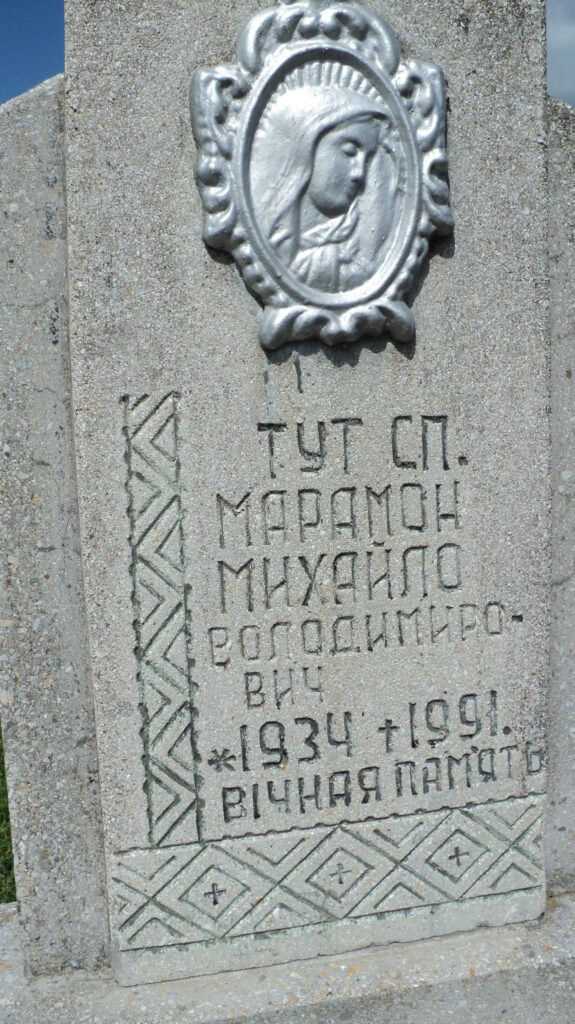 ТУТ СП.
МАРАМОН
МИХАЙЛО
ВОЛОДИМИРО-
ВИЧ
*1934 †1991.
ВІЧНАЯ ПАМ'ЯТЬ